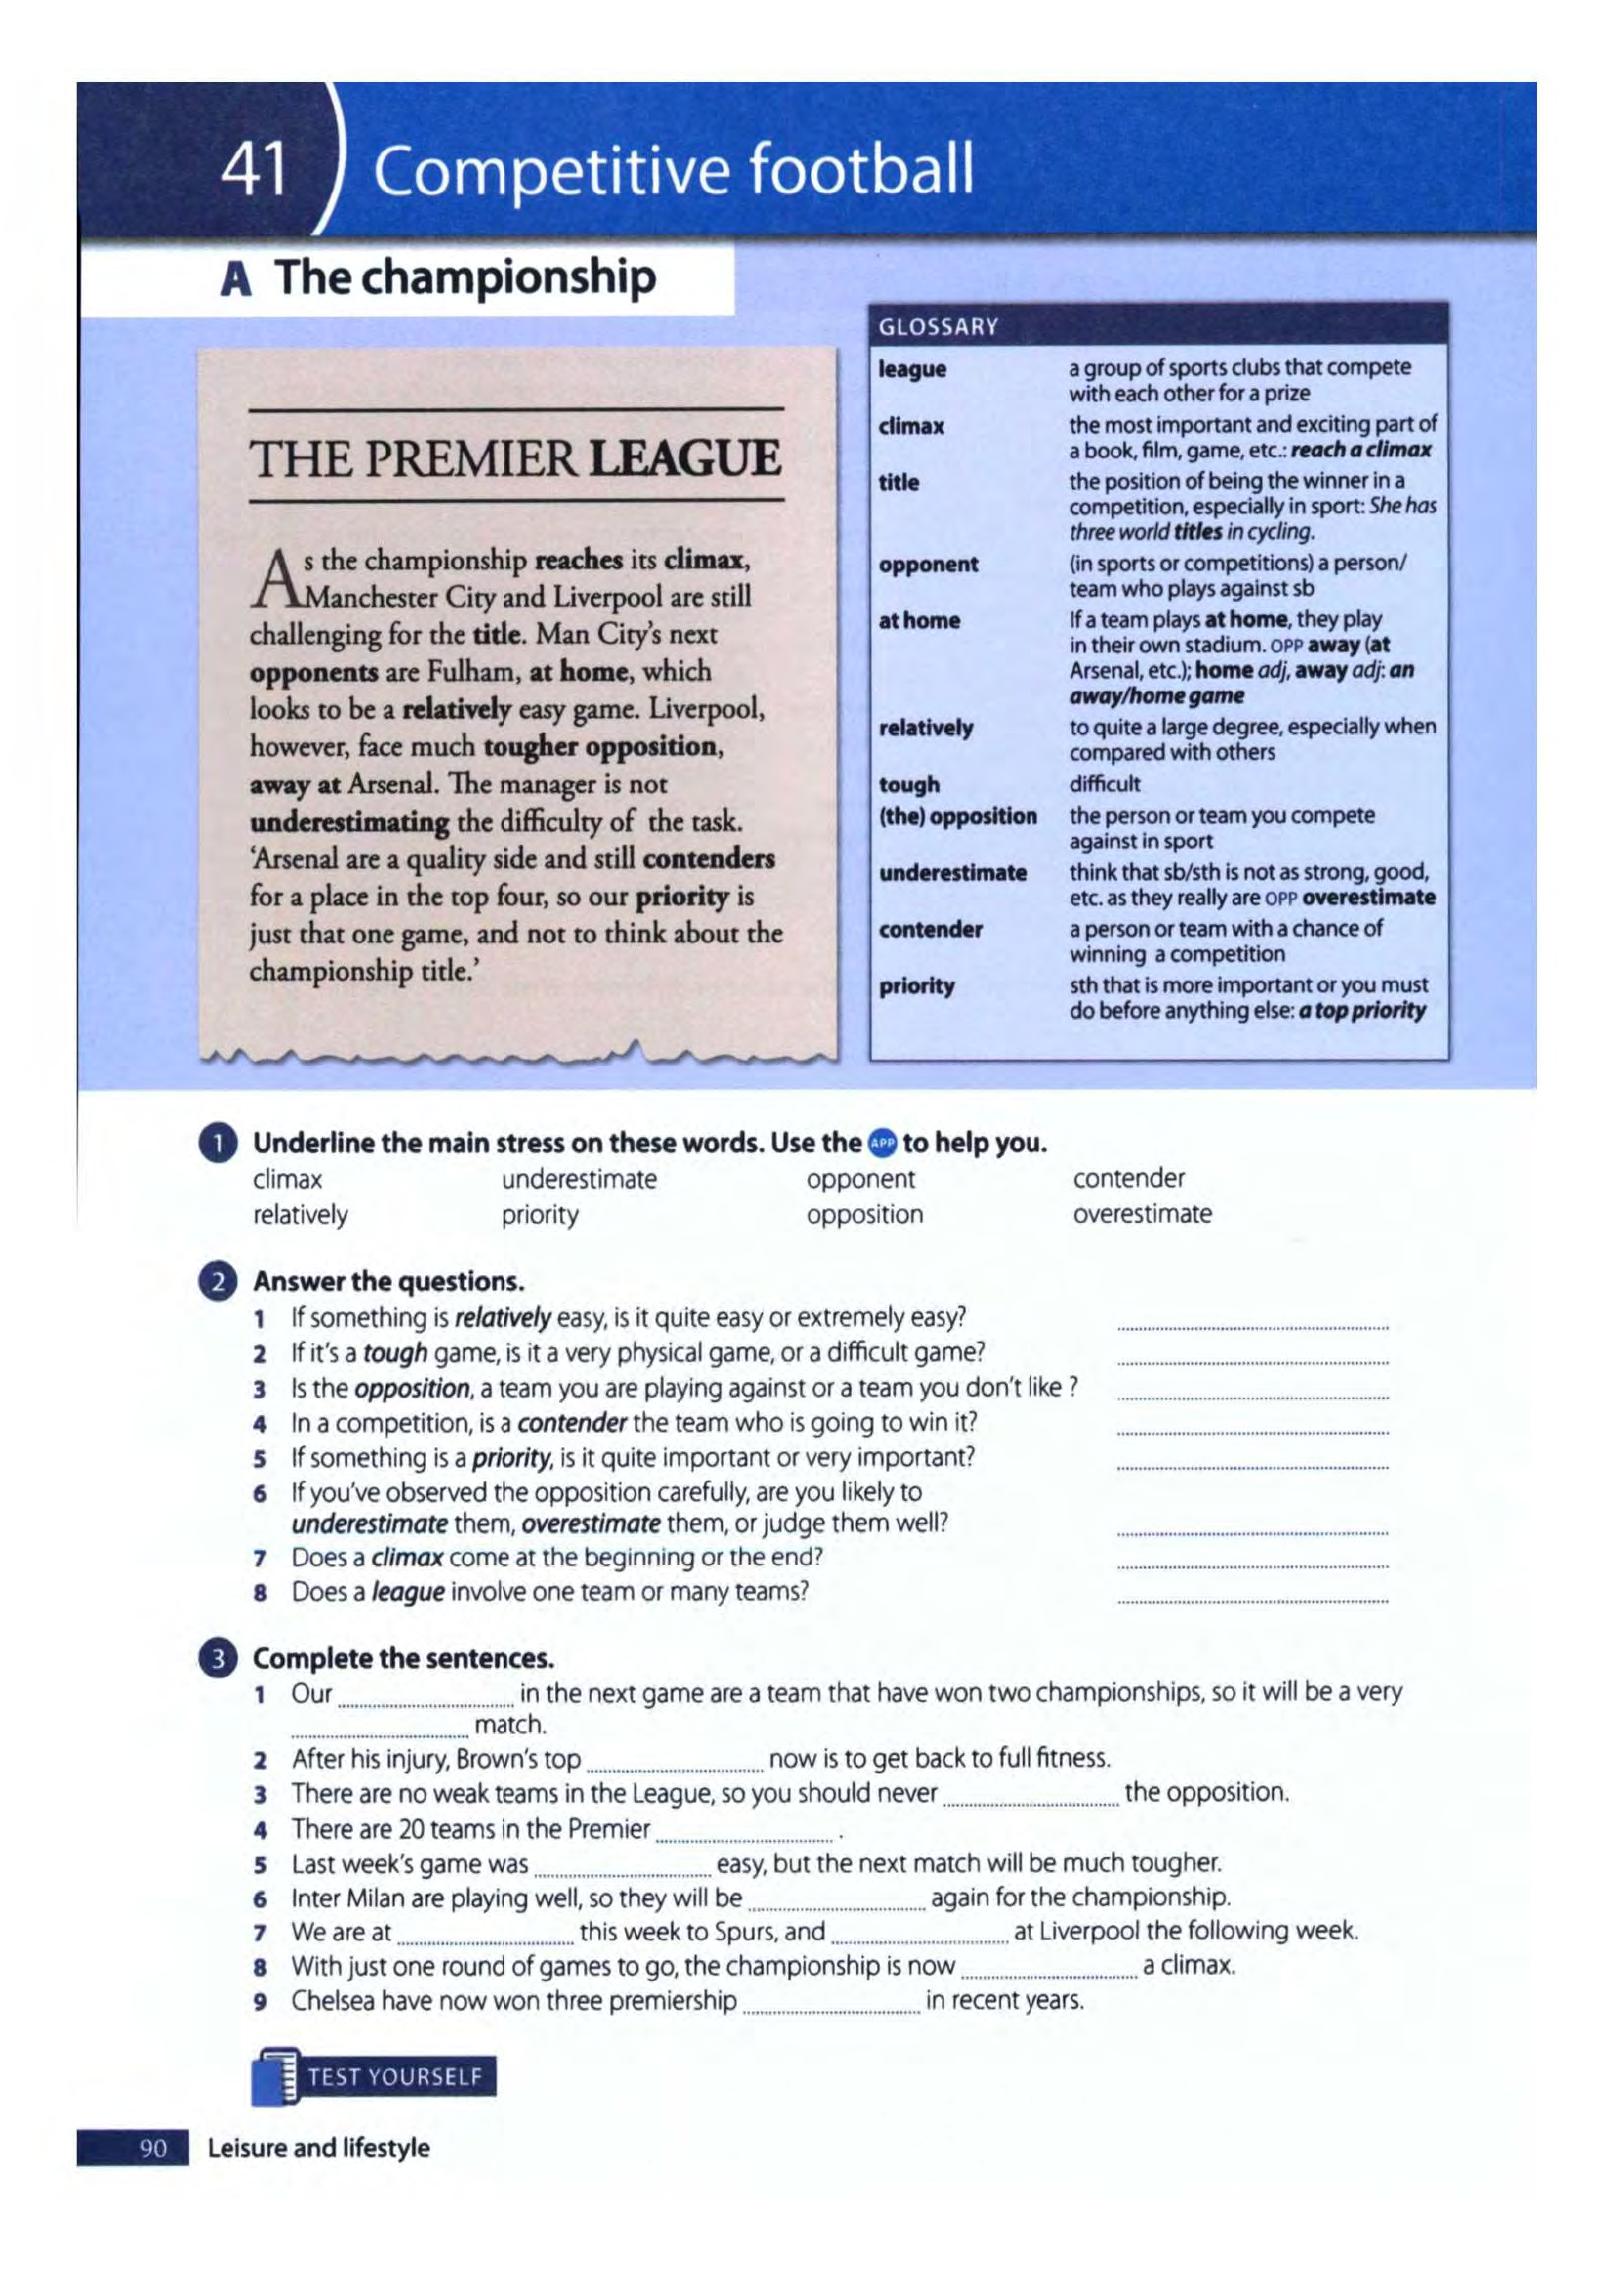 41 Competitive football
A The championship
THE PREMIER LEAGUE
As the championship reaches its climax,
Manchester City and Liverpool are still
challenging for the title. Man City's next
opponents are Fulham, at home, which
looks to be a relatively easy game. Liverpool,
however, face much tougher opposition,
away at Arsenal. The manager is not
underestimating the difficulty of the task.
'Arsenal are a quality side and still contenders
for a place in the top four, so our priority is
just that one game, and not to think about the
championship title.'
GLOSSARY
league a group of sports clubs that compete
with each other for a prize
climax the most important and exciting part of
a book, film, game, etc.: reach a climax
title the position of being the winner in a
competition, especially in sport: She has
three world titles in cycling.
opponent (in sports or competitions) a person/
team who plays against sb
at home If a team plays at home, they play
in their own stadium. OPP away (at
Arsenal, etc.); home adj, away adj: an
away/home game
relatively to quite a large degree, especially when
compared with others
tough difficult
(the) opposition the person or team you compete
against in sport
underestimate think that sb/sth is not as strong, good,
etc. as they really are OPP overestimate
contender a person or team with a chance of
winning a competition
priority sth that is more important or you must
do before anything else: a top priority
1 Underline the main stress on these words. Use the APP to help you.
climax underestimate opponent contender
relatively priority opposition overestimate
2 Answer the questions.
1 If something is relatively easy, is it quite easy or extremely easy?
2 If it's a tough game, is it a very physical game, or a difficult game?
3 Is the opposition, a team you are playing against or a team you don't like ?
4 In a competition, is a contender the team who is going to win it?
5 If something is a priority, is it quite important or very important?
6 If you've observed the opposition carefully, are you likely to
underestimate them, overestimate them, or judge them well?
7 Does a climax come at the beginning or the end?
8 Does a league involve one team or many teams?
3 Complete the sentences.
1 Our ........................ in the next game are a team that have won two championships, so it will be a very
........................ match.
2 After his injury, Brown's top ........................ now is to get back to full fitness.
3 There are no weak teams in the League, so you should never ........................ the opposition.
4 There are 20 teams in the Premier ........................ .
5 Last week's game was ........................ easy, but the next match will be much tougher.
6 Inter Milan are playing well, so they will be ........................ again for the championship.
7 We are at ........................ this week to Spurs, and ........................ at Liverpool the following week.
8 With just one round of games to go, the championship is now ........................ a climax.
9 Chelsea have now won three premiership ........................ in recent years.
TEST YOURSELF
90 Leisure and lifestyle